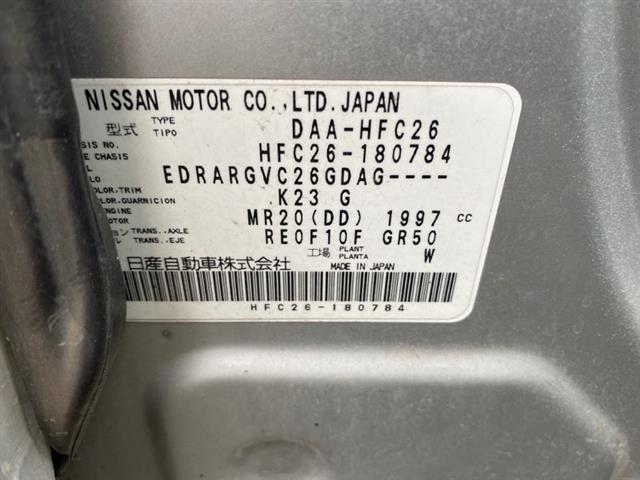 NISSAN MOTOR CO.,LTD.JAPAN
型式 TYPE TIPO DAA-HFC26
SIS NO.
CHASIS HFC26-180784
EDRARGVC26GDAG----
OLOR,TRIM
OLOR,GUARNICION K23 G
MR20(DD) 1997 CC
TRANS.,AXLE
TRANS.,EJE RE0F10F GR50
工場 PLANT PLANTA W
日産自動車株式会社 MADE IN JAPAN
HFC26-180784